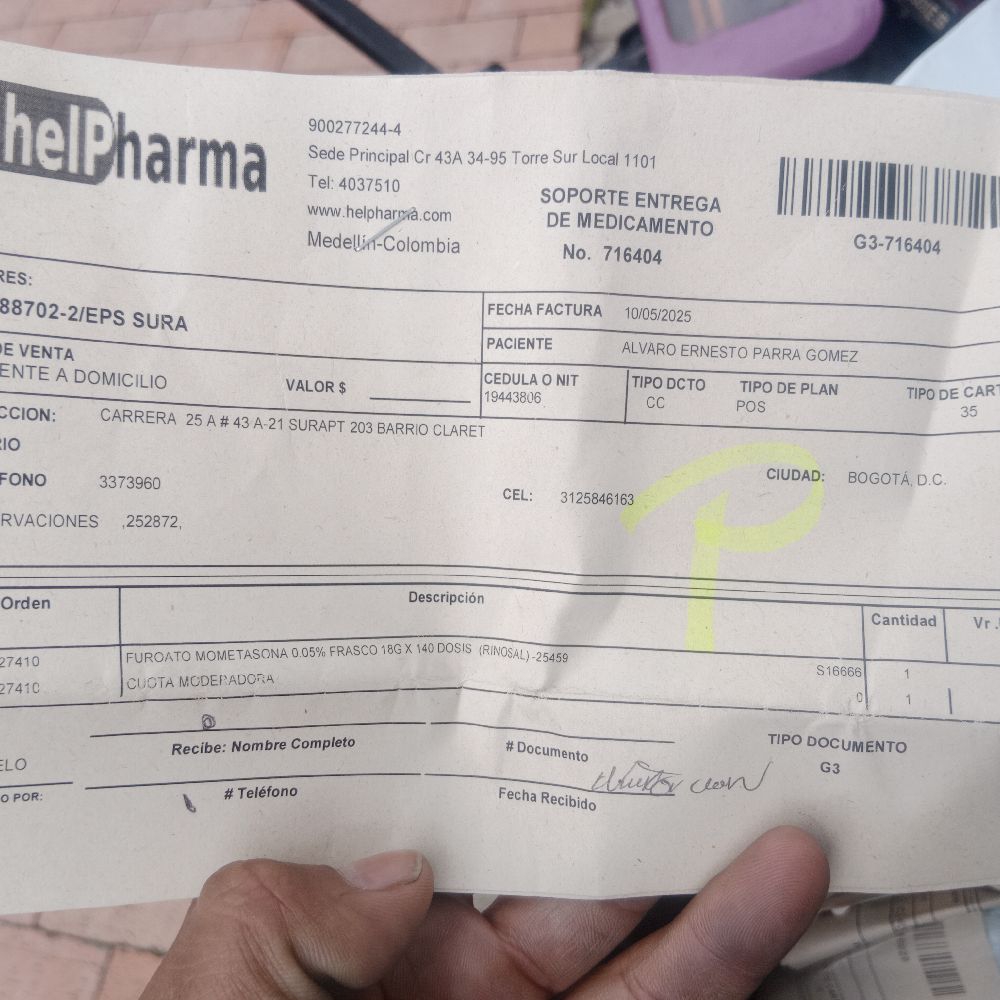 helPharma
900277244-4
Sede Principal Cr 43A 34-95 Torre Sur Local 1101
Tel: 4037510
www.helpharma.com
Medellín-Colombia
SOPORTE ENTREGA
DE MEDICAMENTO
No. 716404
G3-716404
RES:
88702-2/EPS SURA
FECHA FACTURA 10/05/2025
PACIENTE ALVARO ERNESTO PARRA GOMEZ
E VENTA
ENTE A DOMICILIO
VALOR $
CEDULA O NIT
19443806
TIPO DCTO
CC
TIPO DE PLAN
POS
TIPO DE CART
35
CCION: CARRERA 25 A # 43 A-21 SURAPT 203 BARRIO CLARET
RIO
CIUDAD: BOGOTÁ, D.C.
FONO 3373960
CEL: 3125846163
RVACIONES ,252872,
P
Orden Descripción Cantidad Vr.
27410 FUROATO MOMETASONA 0.05% FRASCO 18G X 140 DOSIS (RINOSAL)-25459 S16666 1
27410 CUOTA MODERADORA 0 1
Recibe: Nombre Completo
# Documento
TIPO DOCUMENTO
G3
ELO
O POR:
# Teléfono
Fecha Recibido